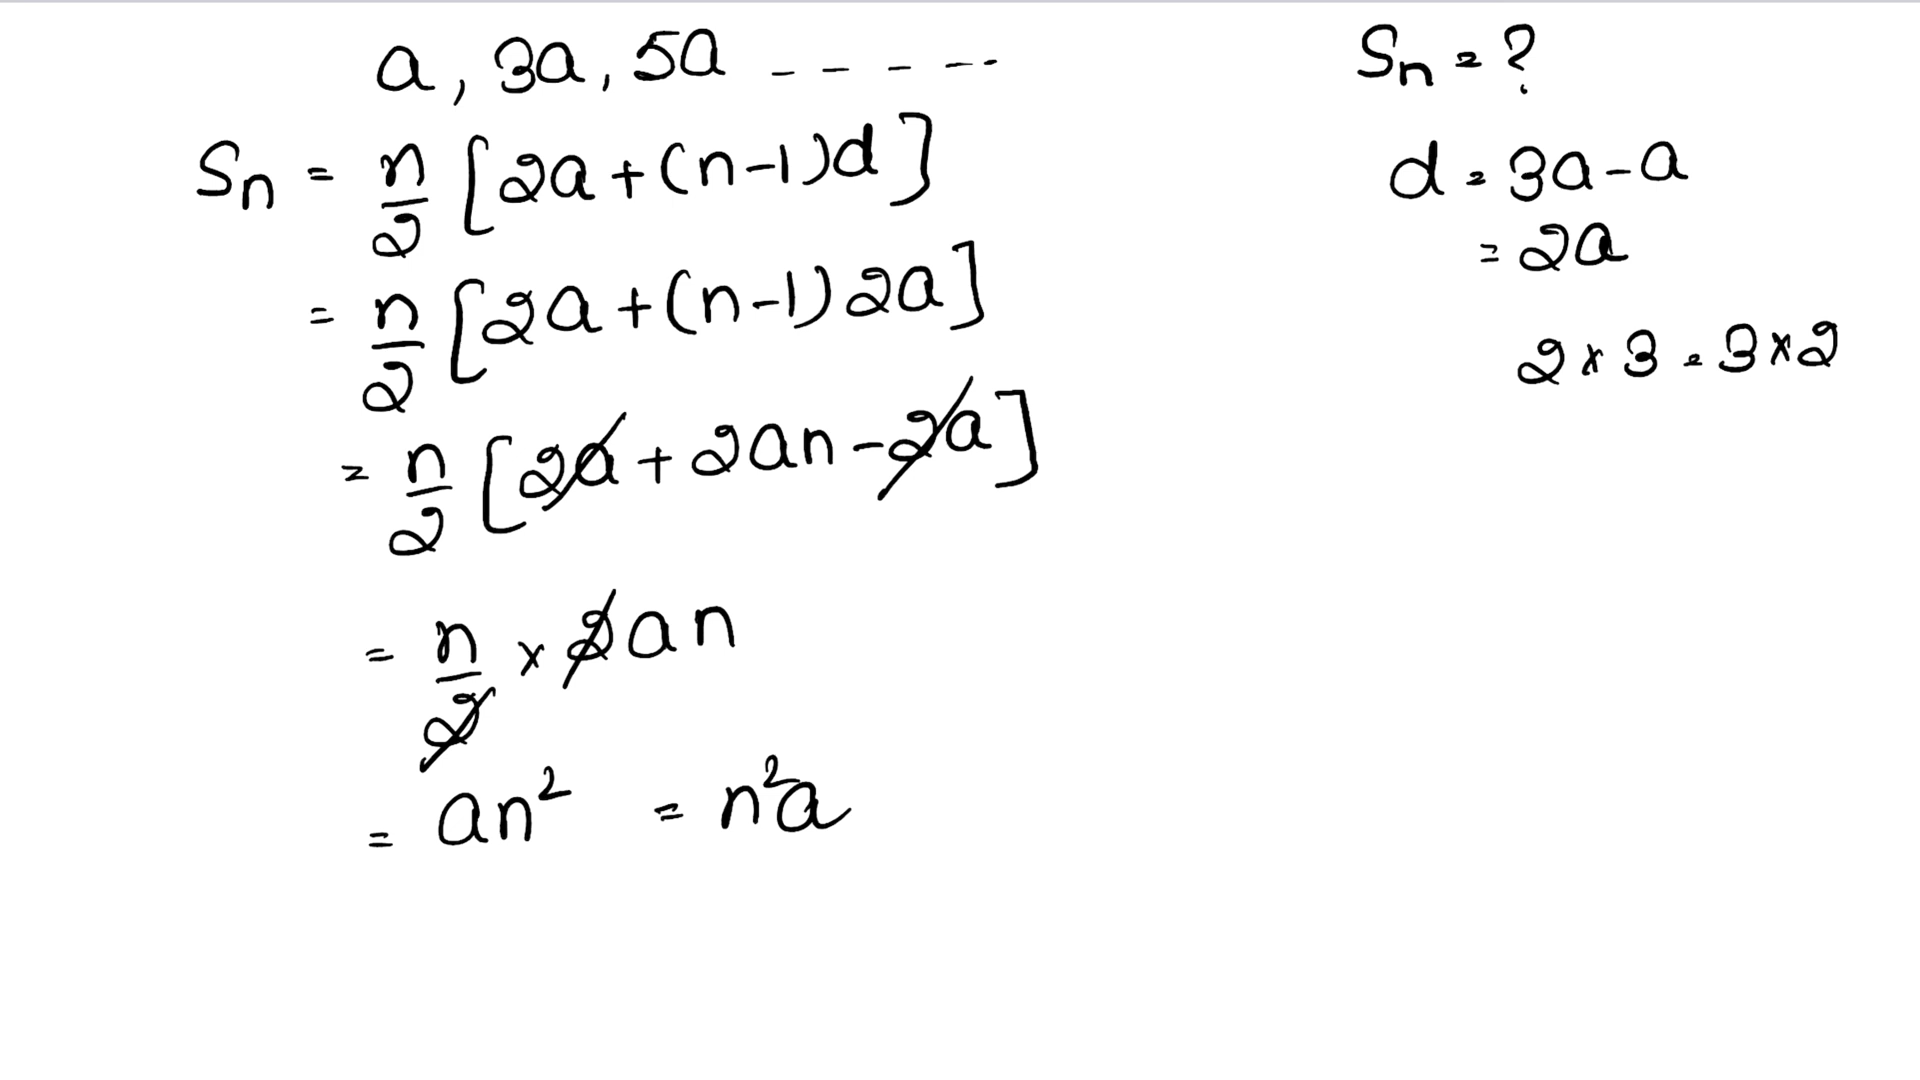 a, 3a, 5a - - - - -
Sn = ?
Sn = n/2 [2a + (n-1)d]
d = 3a - a
= 2a
= n/2 [2a + (n-1) 2a]
2 × 3 = 3 × 2
= n/2 [2a + 2an - 2a]
= n/2 × 2an
= an² = n²a